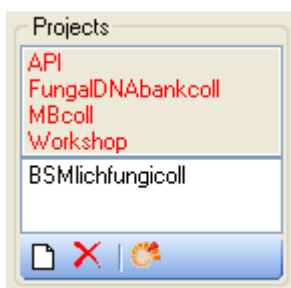 Projects
API
FungalDNAbankcoll
MBcoll
Workshop
BSMlichfungicoll